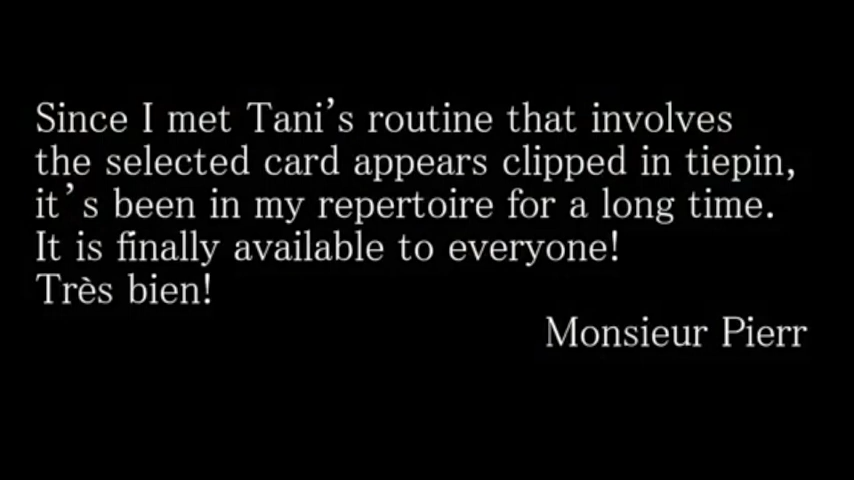 Since I met Tani’s routine that involves
the selected card appears clipped in tiepin,
it’s been in my repertoire for a long time.
It is finally available to everyone!
Très bien!
Monsieur Pierr